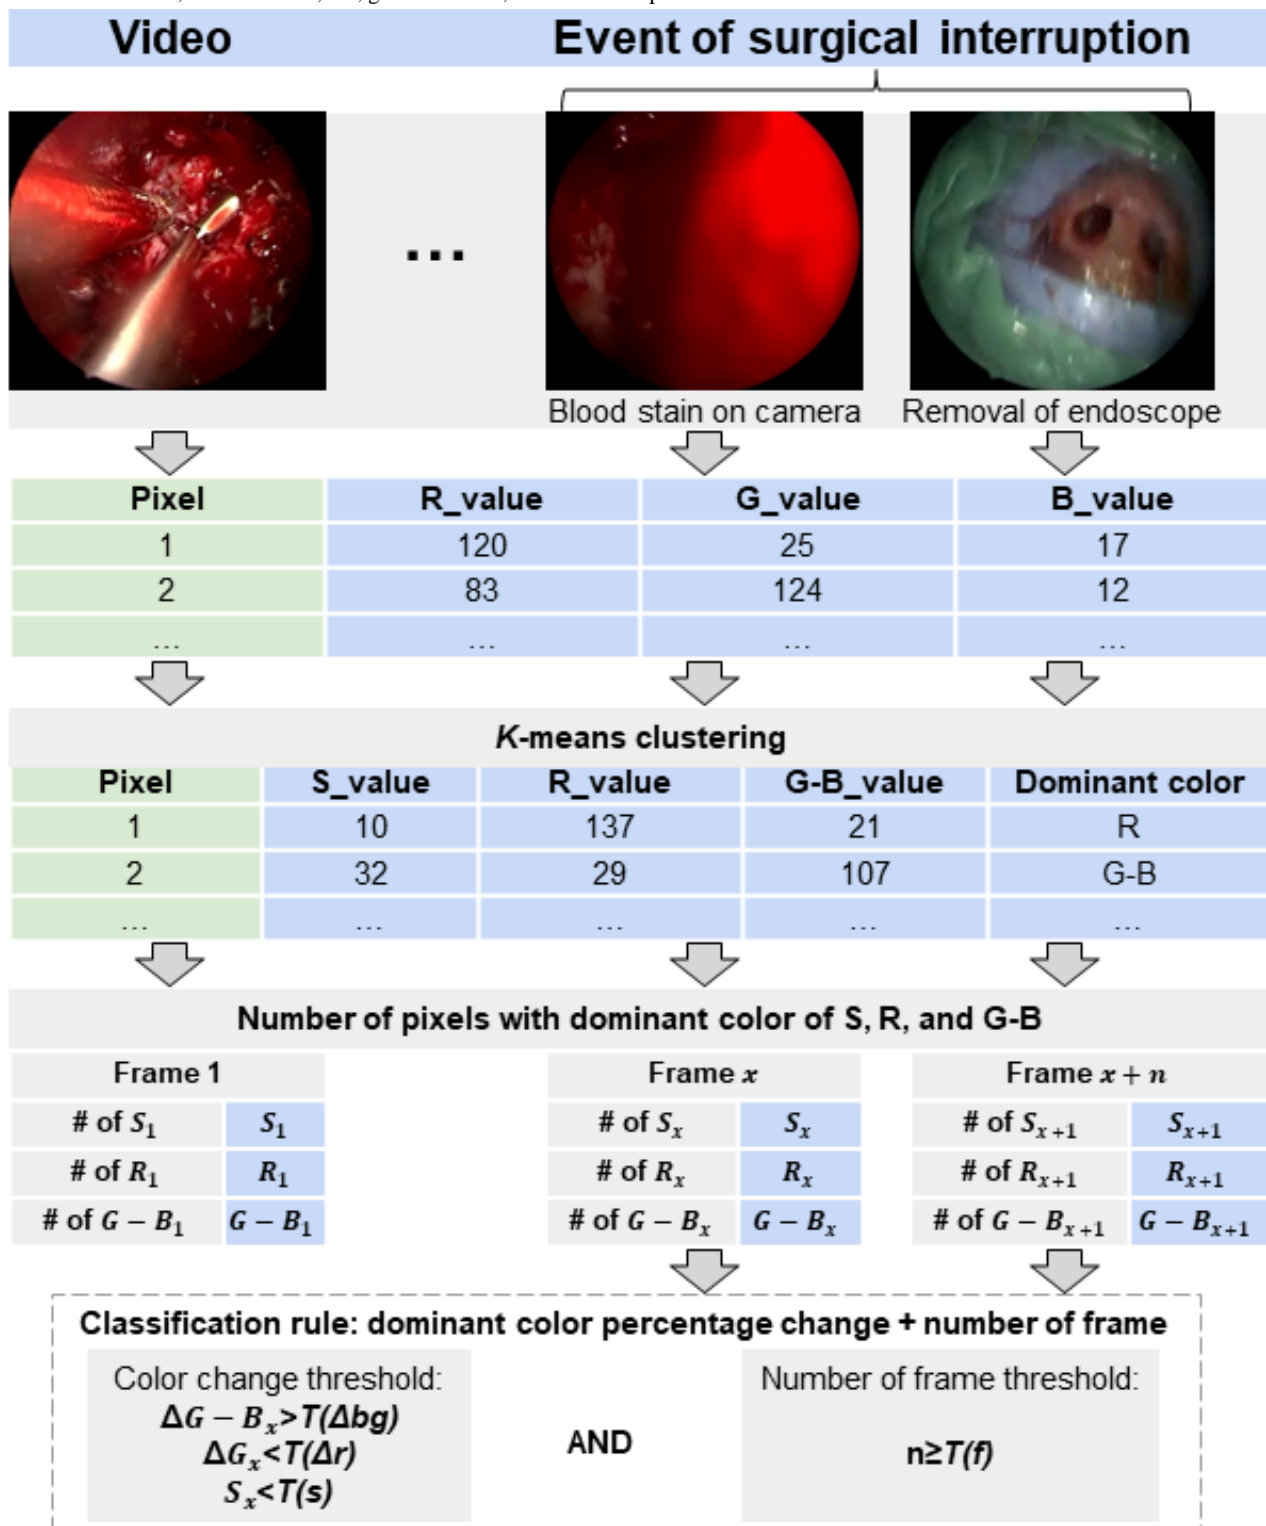 Video Event of surgical interruption
...
Blood stain on camera Removal of endoscope
Pixel R_value G_value B_value
1 120 25 17
2 83 124 12
... ... ... ...
K-means clustering
Pixel S_value R_value G-B_value Dominant color
1 10 137 21 R
2 32 29 107 G-B
... ... ... ... ...
Number of pixels with dominant color of S, R, and G-B
Frame 1 Frame x Frame x + n
# of S₁ S₁ # of Sₓ Sₓ # of Sₓ₊₁ Sₓ₊₁
# of R₁ R₁ # of Rₓ Rₓ # of Rₓ₊₁ Rₓ₊₁
# of G − B₁ G − B₁ # of G − Bₓ G − Bₓ # of G − Bₓ₊₁ G − Bₓ₊₁
Classification rule: dominant color percentage change + number of frame
Color change threshold: Number of frame threshold:
ΔG − Bₓ>T(Δbg)
ΔGₓ<T(Δr) AND n≥T(f)
Sₓ<T(s)